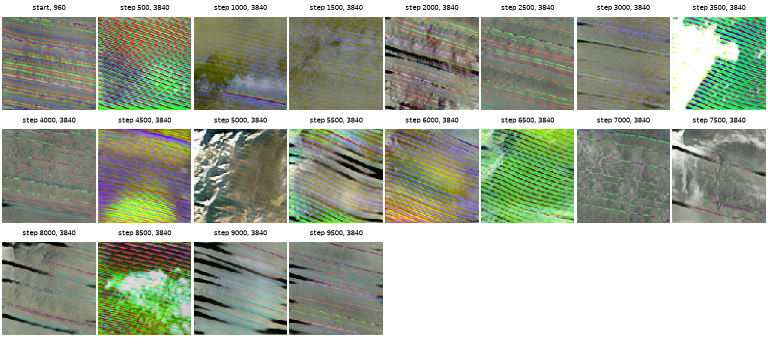 start, 960
step 500, 3840
step 1000, 3840
step 1500, 3840
step 2000, 3840
step 2500, 3840
step 3000, 3840
step 3500, 3840
step 4000, 3840
step 4500, 3840
step 5000, 3840
step 5500, 3840
step 6000, 3840
step 6500, 3840
step 7000, 3840
step 7500, 3840
step 8000, 3840
step 8500, 3840
step 9000, 3840
step 9500, 3840